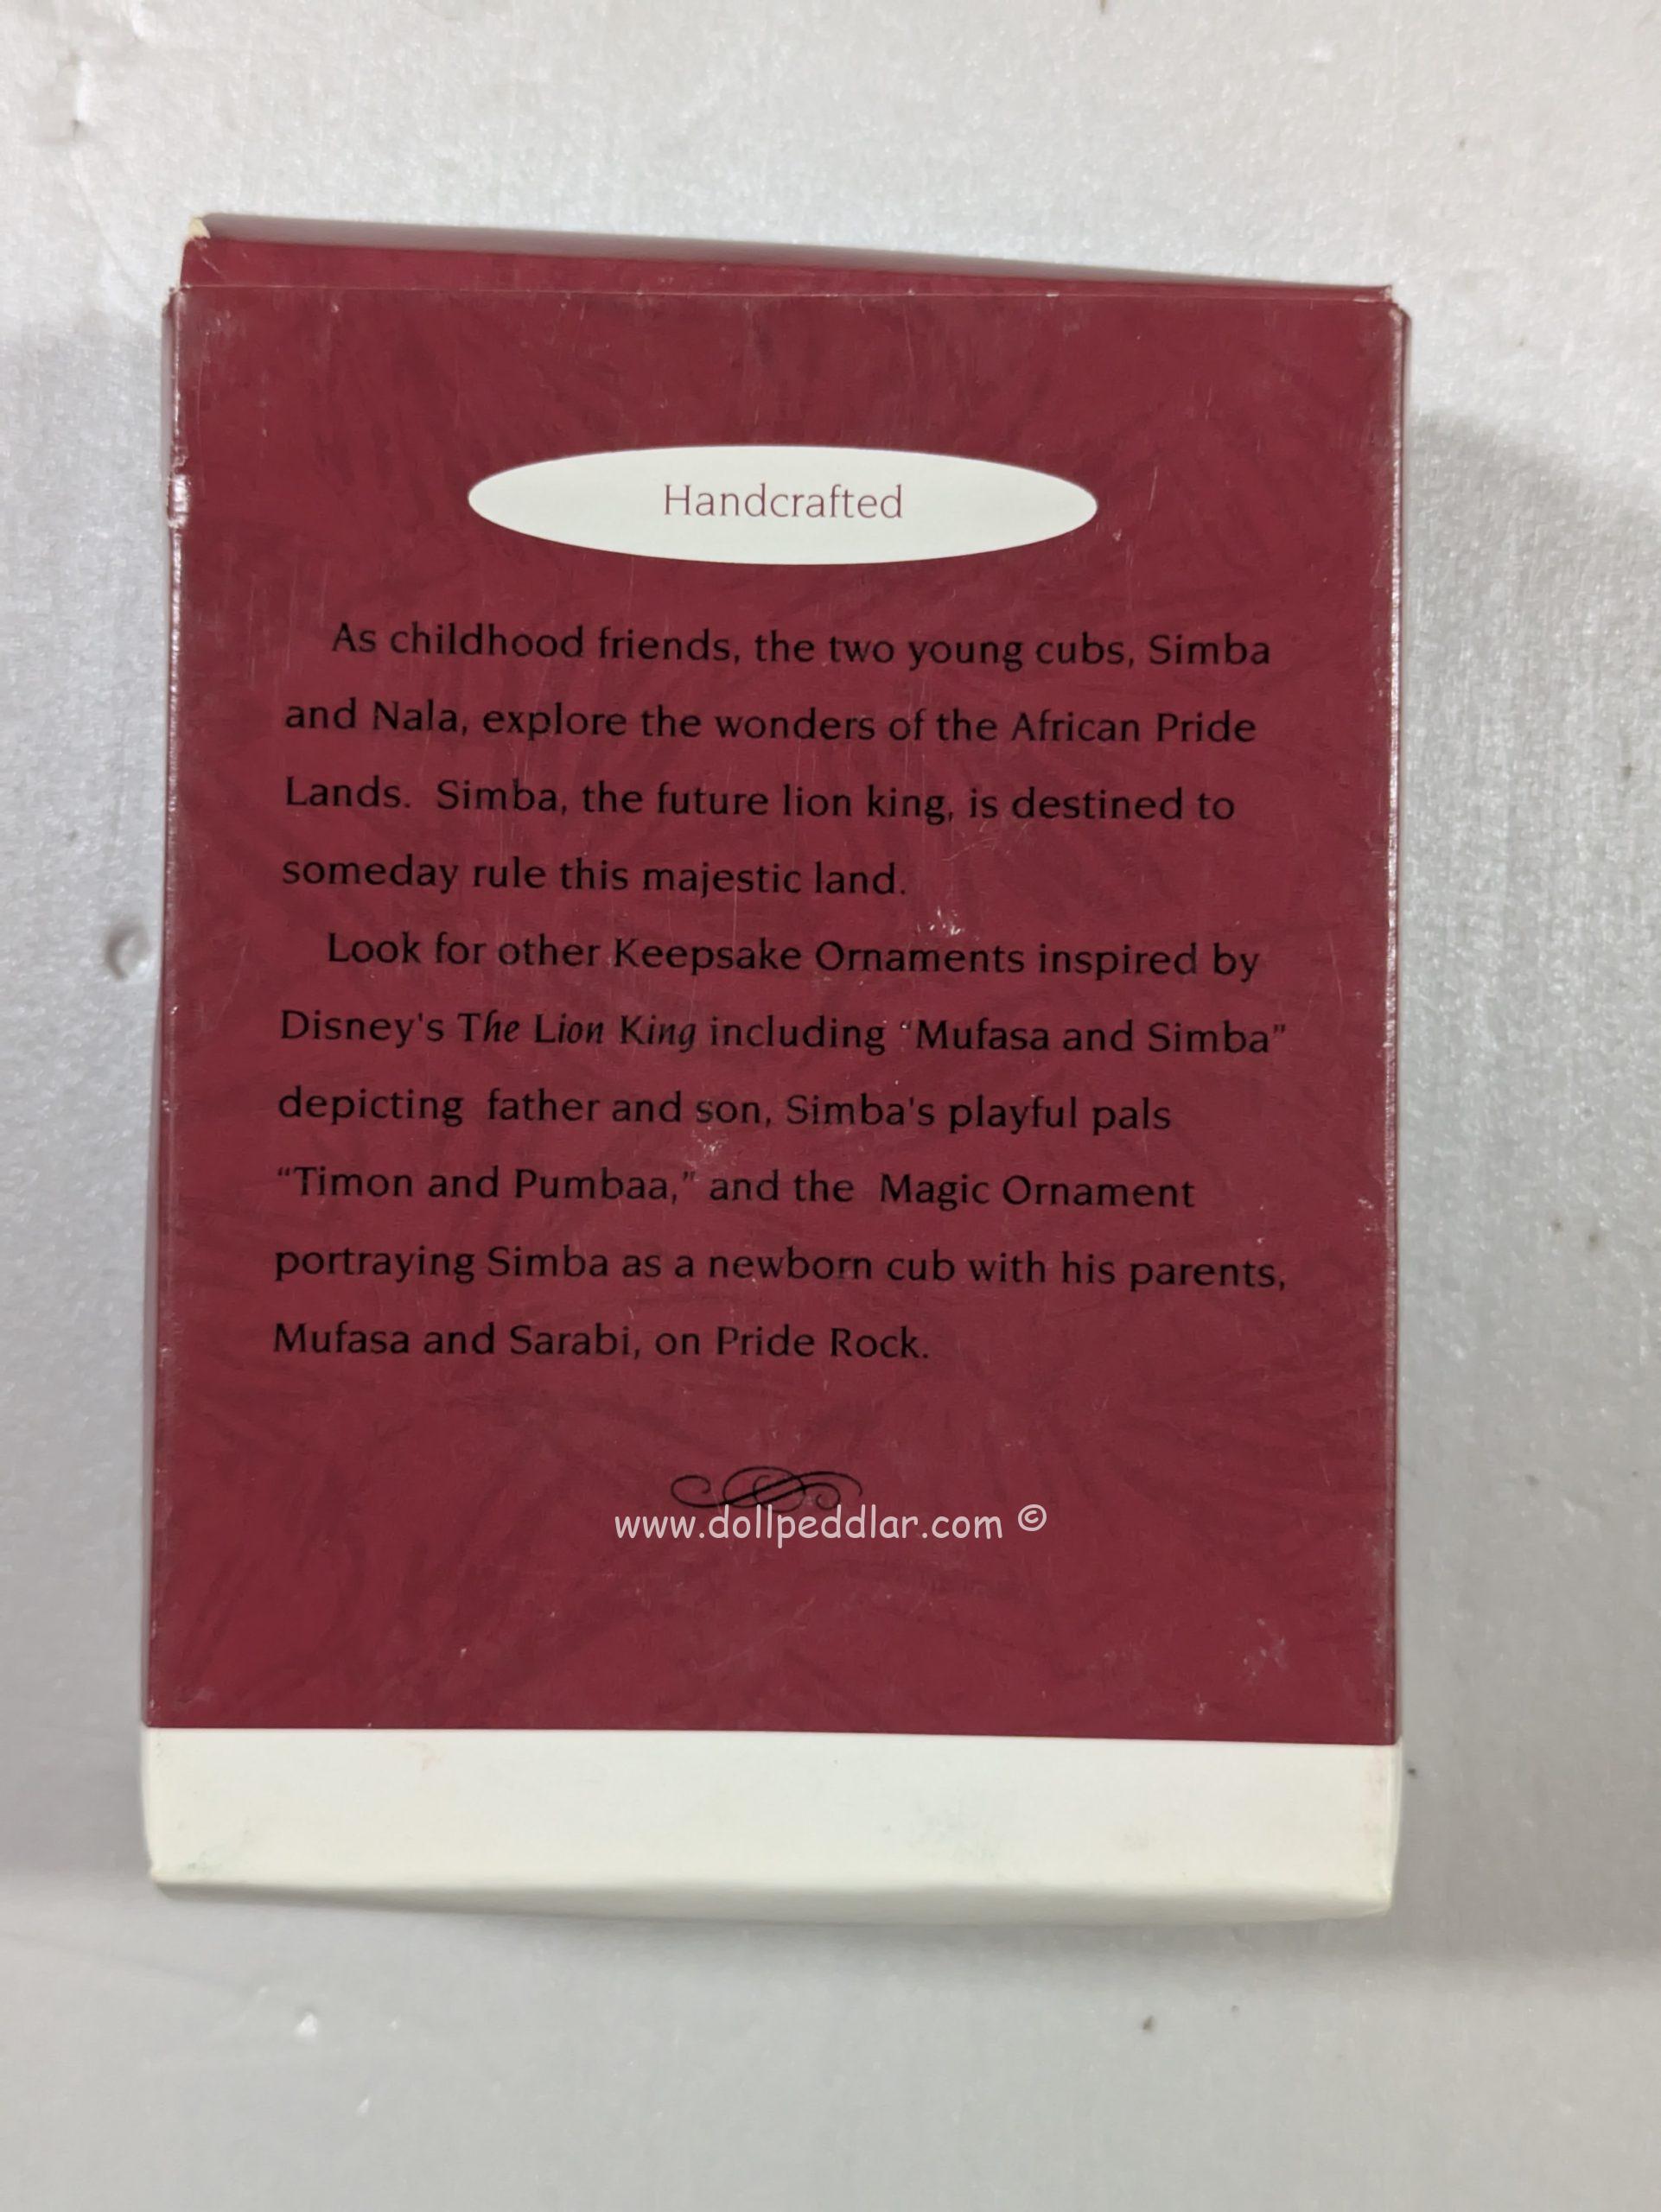 Handcrafted
As childhood friends, the two young cubs, Simba
and Nala, explore the wonders of the African Pride
Lands.  Simba, the future lion king, is destined to
someday rule this majestic land.
Look for other Keepsake Ornaments inspired by
Disney's The Lion King including “Mufasa and Simba”
depicting  father and son, Simba's playful pals
“Timon and Pumbaa,” and the  Magic Ornament
portraying Simba as a newborn cub with his parents,
Mufasa and Sarabi, on Pride Rock.
www.dollpeddlar.com ©